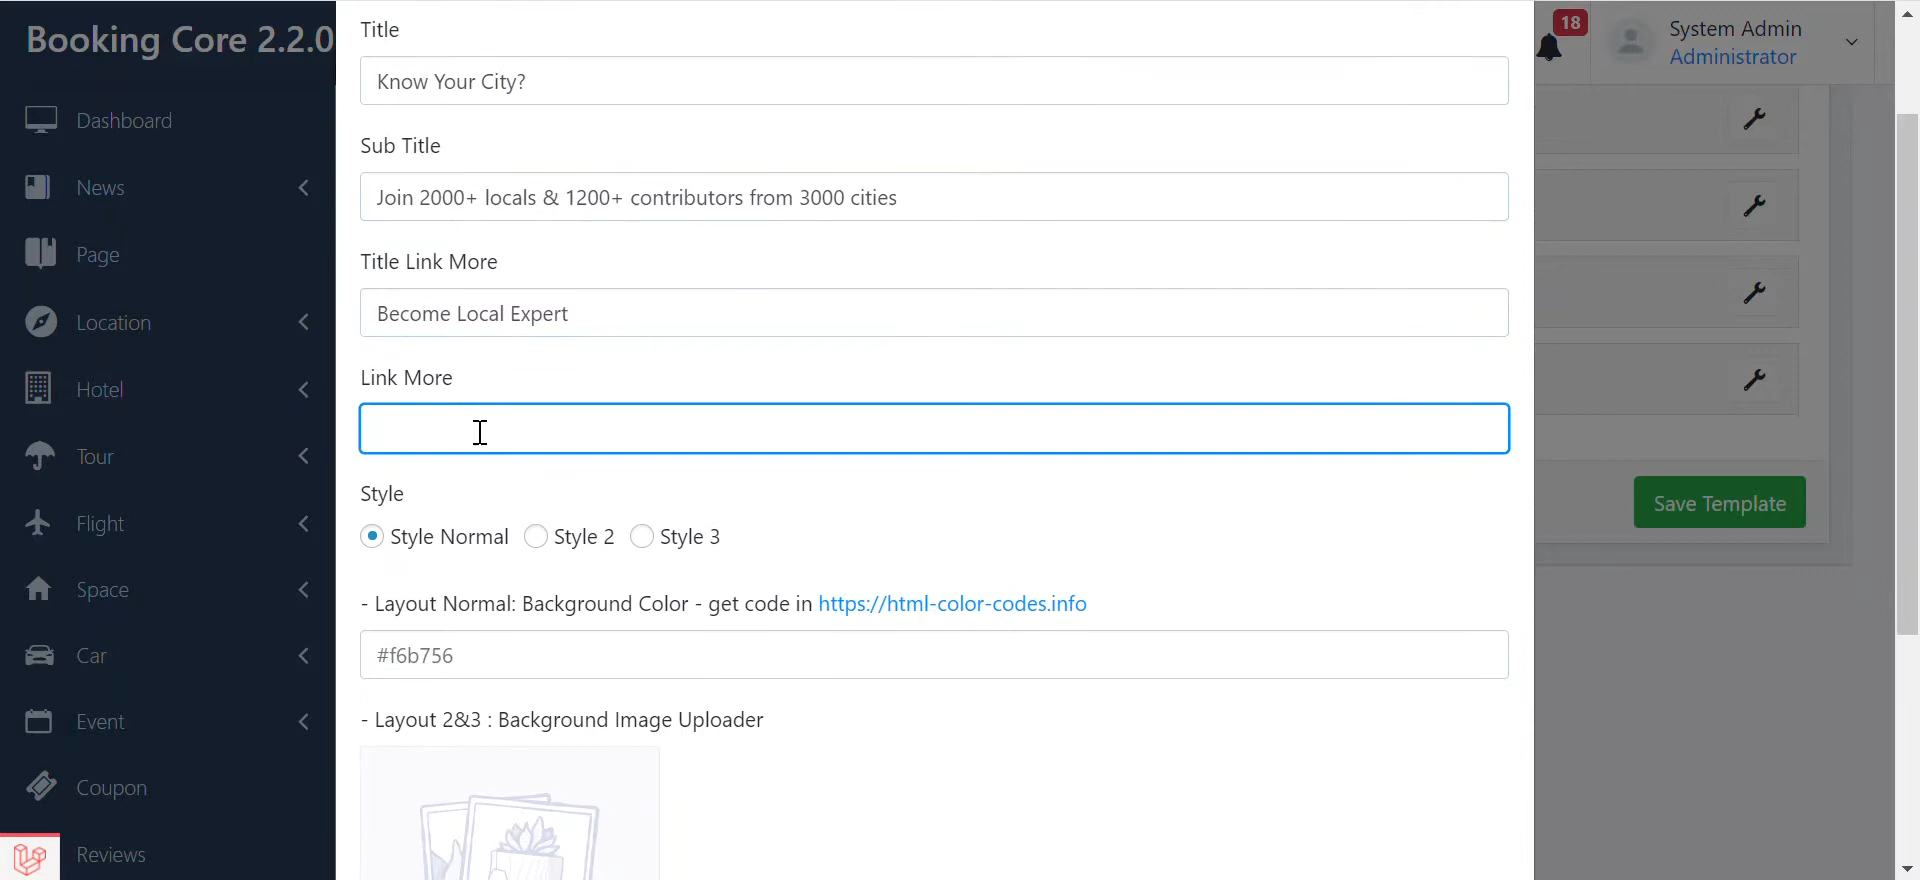 Booking Core 2.2.0
Dashboard
News
Page
Location
Hotel
Tour
Flight
Space
Car
Event
Coupon
Reviews
Title
Know Your City?
Sub Title
Join 2000+ locals & 1200+ contributors from 3000 cities
Title Link More
Become Local Expert
Link More
Style
Style Normal Style 2 Style 3
- Layout Normal: Background Color - get code in https://html-color-codes.info
#f6b756
- Layout 2&3 : Background Image Uploader
18
System Admin
Administrator
Save Template